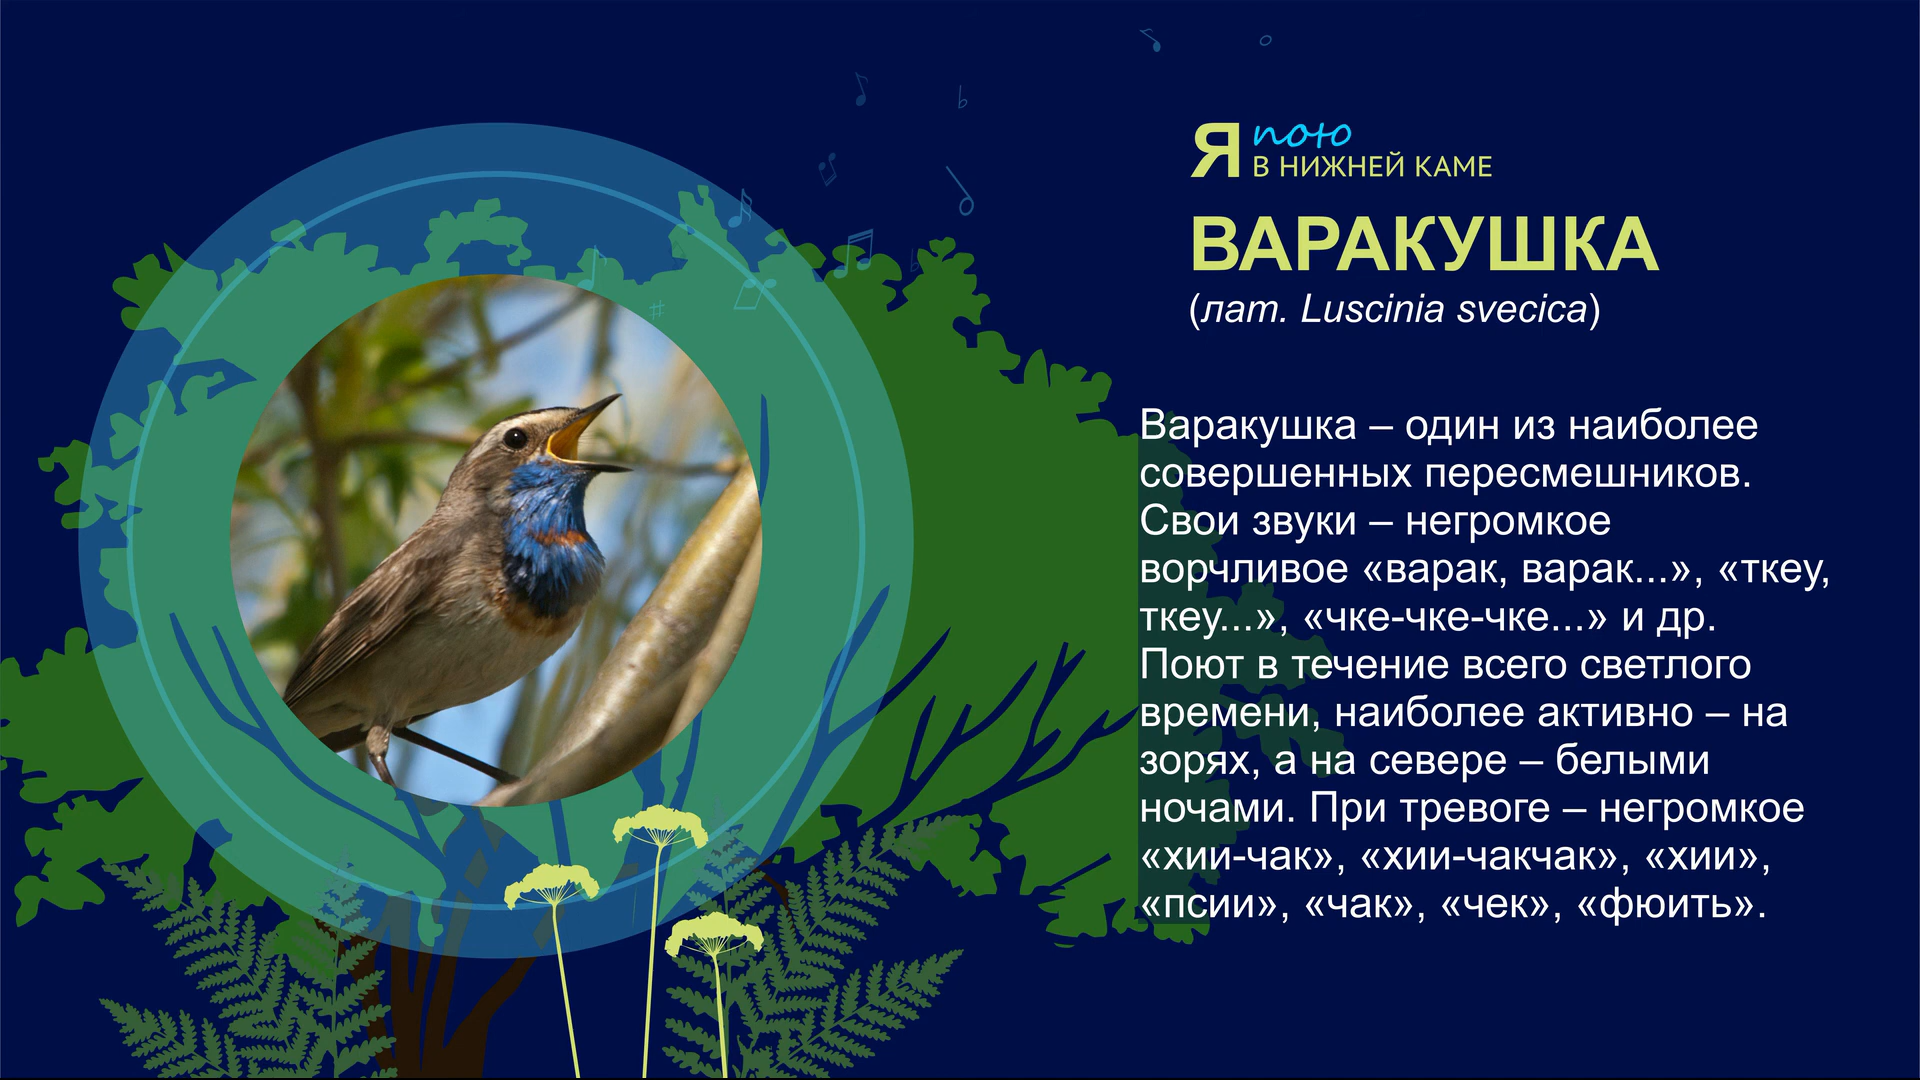 Я пою
В НИЖНЕЙ КАМЕ
ВАРАКУШКА
(лат. Luscinia svecica)
Варакушка – один из наиболее
совершенных пересмешников.
Свои звуки – негромкое
ворчливое «варак, варак...», «ткеу,
ткеу...», «чке-чке-чке...» и др.
Поют в течение всего светлого
времени, наиболее активно – на
зорях, а на севере – белыми
ночами. При тревоге – негромкое
«хии-чак», «хии-чакчак», «хии»,
«псии», «чак», «чек», «фюить».